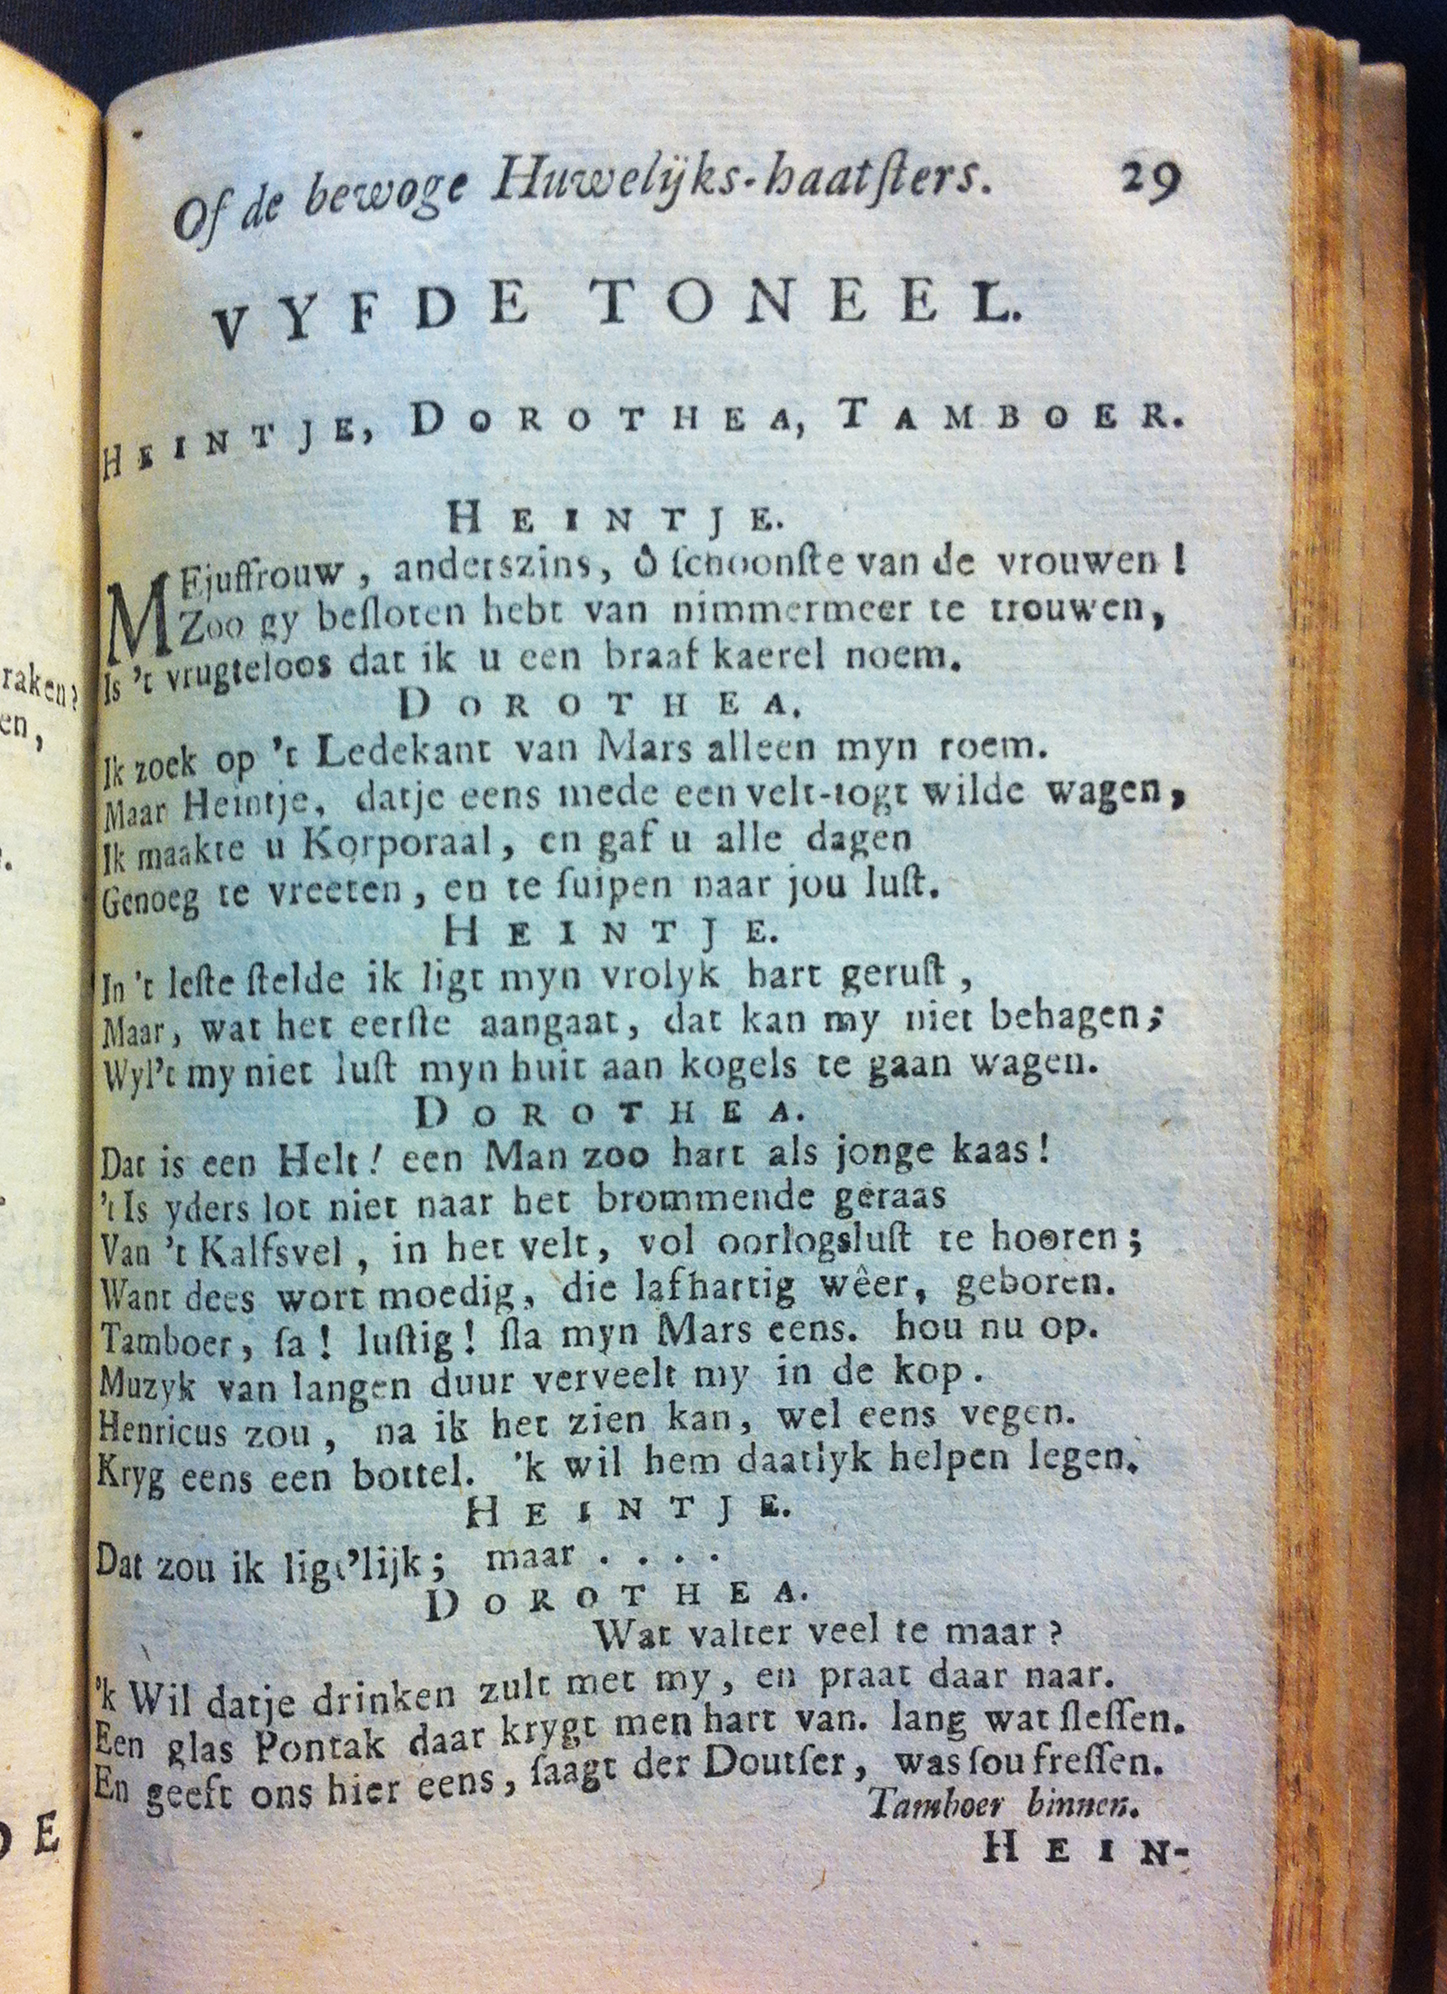 Of de bewoge Huwelijks-haatſters. 29
VYFDE TONEEL.
HEINTJE, DOROTHEA, TAMBOER.
HEINTJE.
MEjuffrouw, anderszins, ô ſchoonſte van de vrouwen!
Zoo gy beſloten hebt van nimmermeer te trouwen,
Is 't vrugteloos dat ik u een braaf kaerel noem.
DOROTHEA.
Ik zoek op 't Ledekant van Mars alleen myn roem.
Maar Heintje, datje eens mede een velt-togt wilde wagen,
Ik maakte u Korporaal, en gaf u alle dagen
Genoeg te vreeten, en te ſuipen naar jou luſt.
HEINTJE.
In 't leſte ſtelde ik ligt myn vrolyk hart geruſt,
Maar, wat het eerſte aangaat, dat kan my niet behagen;
Wyl't my niet luſt myn huit aan kogels te gaan wagen.
DOROTHEA.
Dat is een Helt! een Man zoo hart als jonge kaas!
't Is yders lot niet naar het brommende geraas
Van 't Kalfsvel, in het velt, vol oorlogsluſt te hooren;
Want dees wort moedig, die lafhartig wêer, geboren.
Tamboer, ſa! luſtig! ſla myn Mars eens. hou nu op.
Muzyk van langen duur verveelt my in de kop.
Henricus zou, na ik het zien kan, wel eens vegen.
Kryg eens een bottel. 'k wil hem daatlyk helpen legen.
HEINTJE.
Dat zou ik ligt'lijk; maar . . . .
DOROTHEA.
Wat valter veel te maar?
'k Wil datje drinken zult met my, en praat daar naar.
Een glas Pontak daar krygt men hart van. lang wat fleſſen.
En geeft ons hier eens, ſaagt der Doutſer, was ſou freſſen.
Tamboer binnen.
HEIN-
raken?
en,
DE